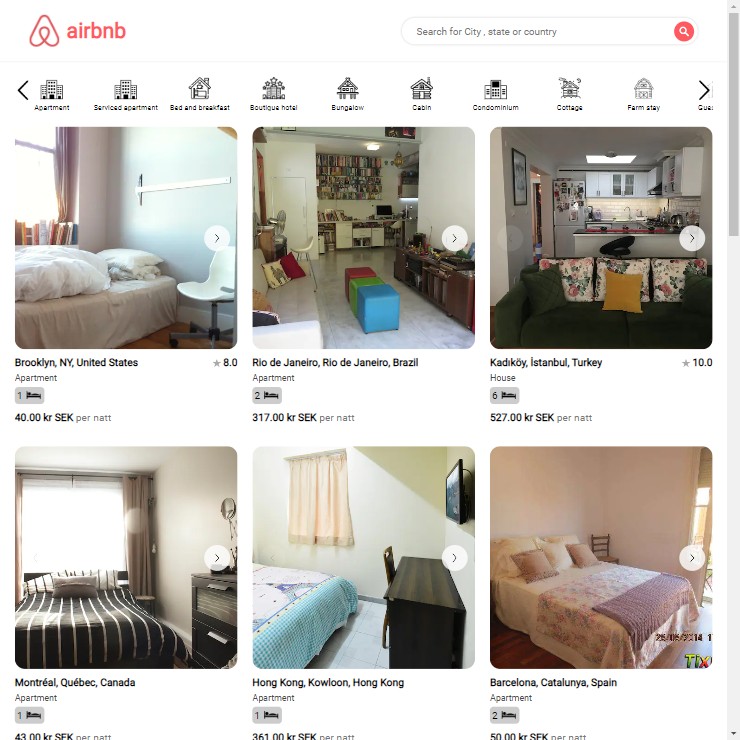 airbnb
Search for City , state or country
Apartment
Serviced apartment
Bed and breakfast
Boutique hotel
Bungalow
Cabin
Condominium
Cottage
Farm stay
Brooklyn, NY, United States
8.0
Apartment
1
40.00 kr SEK per natt
Rio de Janeiro, Rio de Janeiro, Brazil
Apartment
2
317.00 kr SEK per natt
Kadıköy, İstanbul, Turkey
10.0
House
6
527.00 kr SEK per natt
Montréal, Québec, Canada
Apartment
1
43.00 kr SEK per natt
Hong Kong, Kowloon, Hong Kong
Apartment
1
361.00 kr SEK per natt
Barcelona, Catalunya, Spain
Apartment
2
50.00 kr SEK per natt